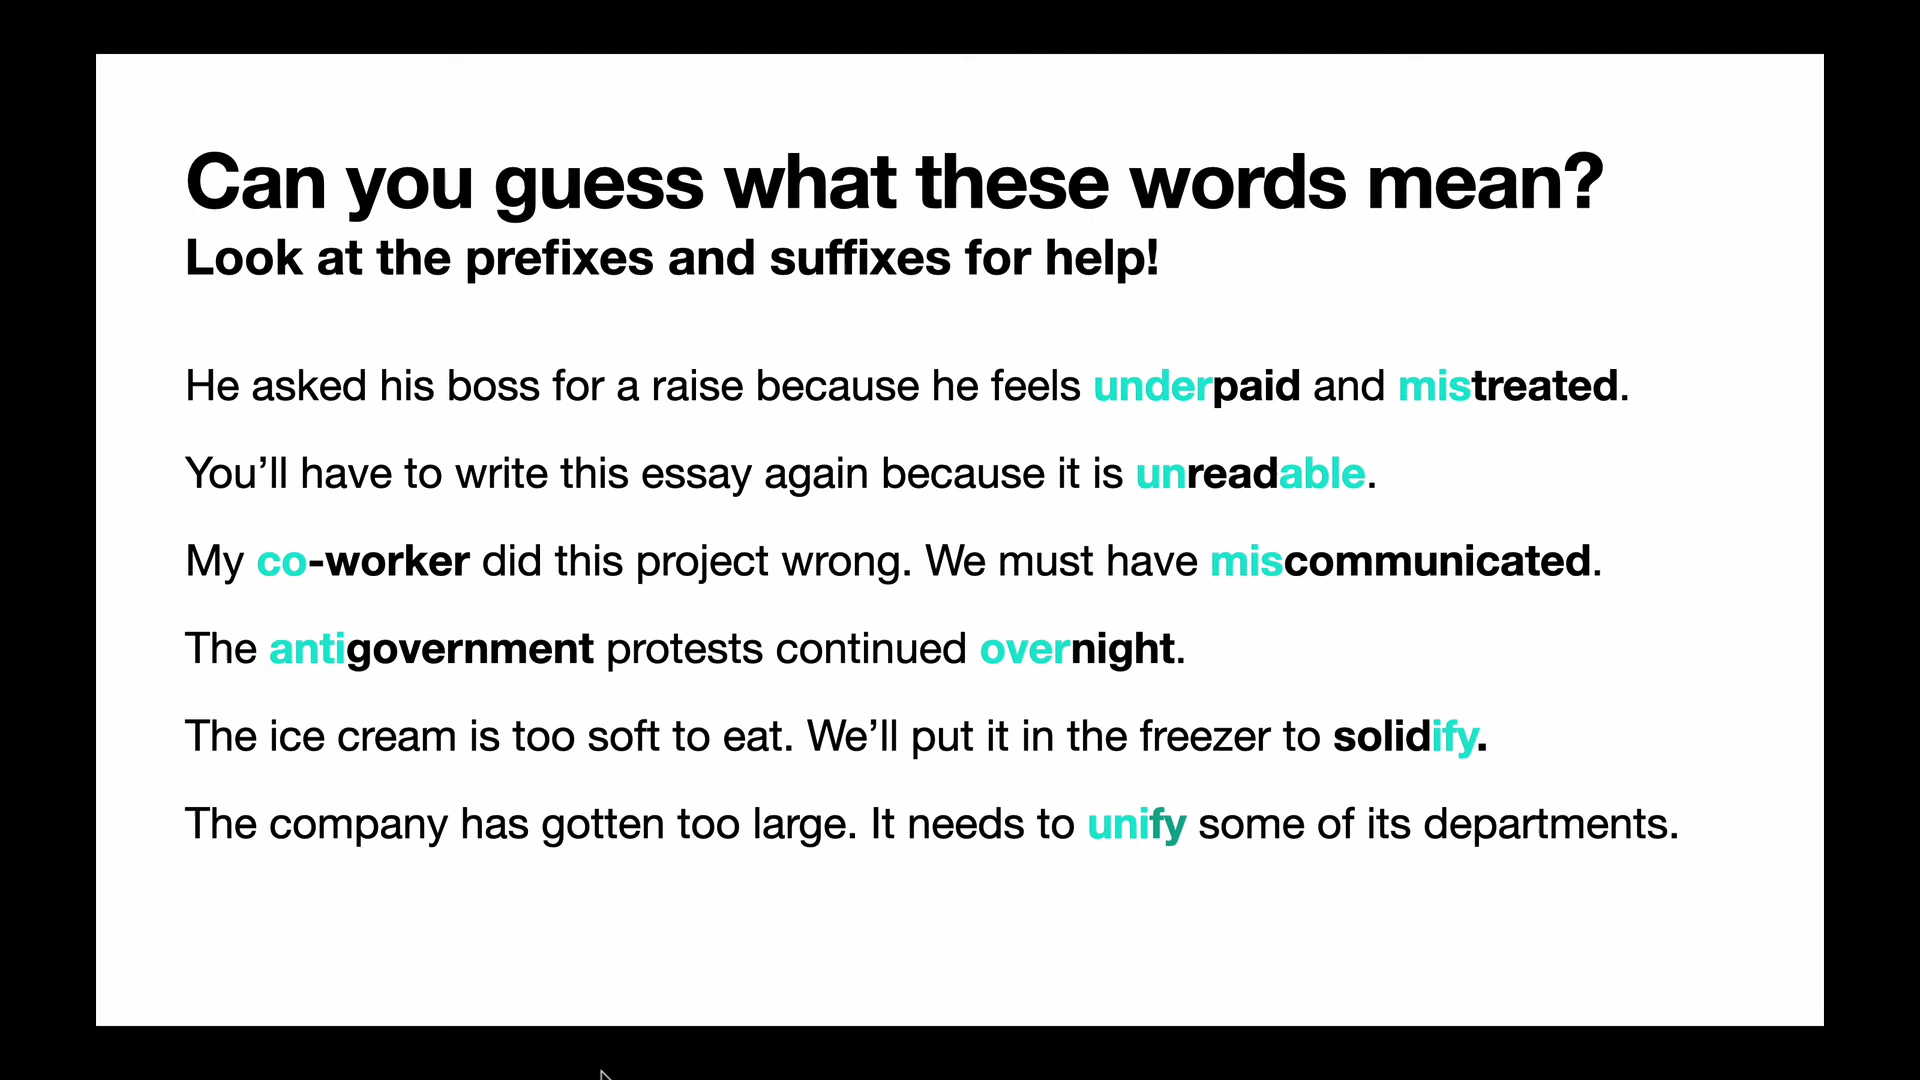 Can you guess what these words mean?
Look at the prefixes and suffixes for help!
He asked his boss for a raise because he feels underpaid and mistreated.
You’ll have to write this essay again because it is unreadable.
My co-worker did this project wrong. We must have miscommunicated.
The antigovernment protests continued overnight.
The ice cream is too soft to eat. We’ll put it in the freezer to solidify.
The company has gotten too large. It needs to unify some of its departments.